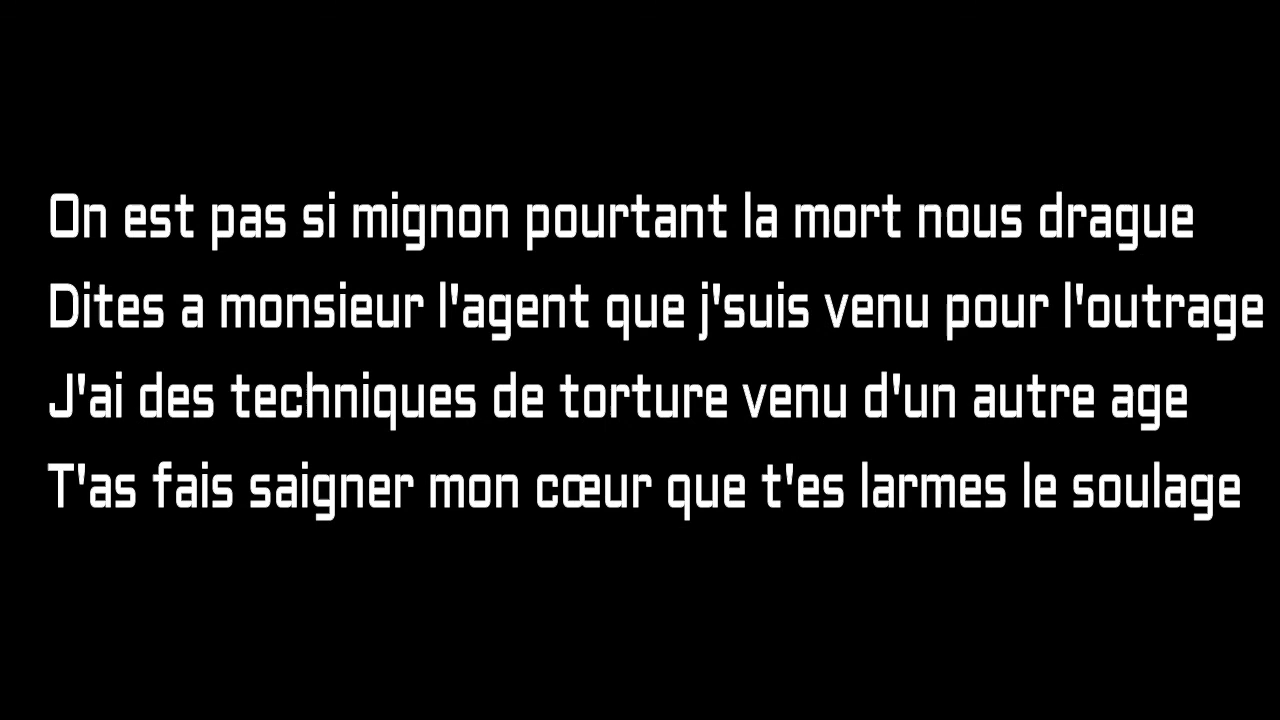 On est pas si mignon pourtant la mort nous drague
Dites a monsieur l'agent que j'suis venu pour l'outrage
J'ai des techniques de torture venu d'un autre age
T'as fais saigner mon cœur que t'es larmes le soulage